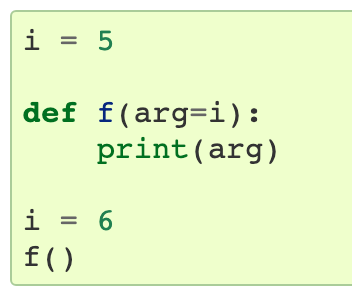 i = 5
def f(arg=i):
    print(arg)
i = 6
f()